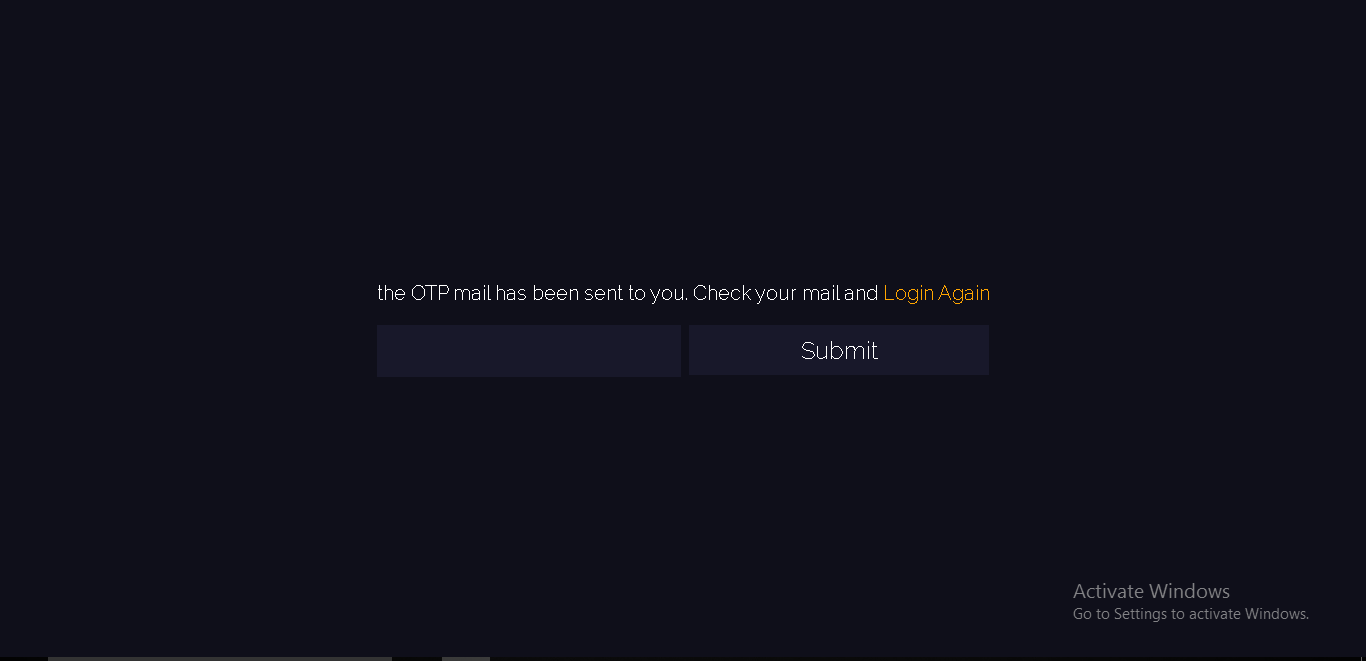 the OTP mail has been sent to you. Check your mail and Login Again
Submit
Activate Windows
Go to Settings to activate Windows.